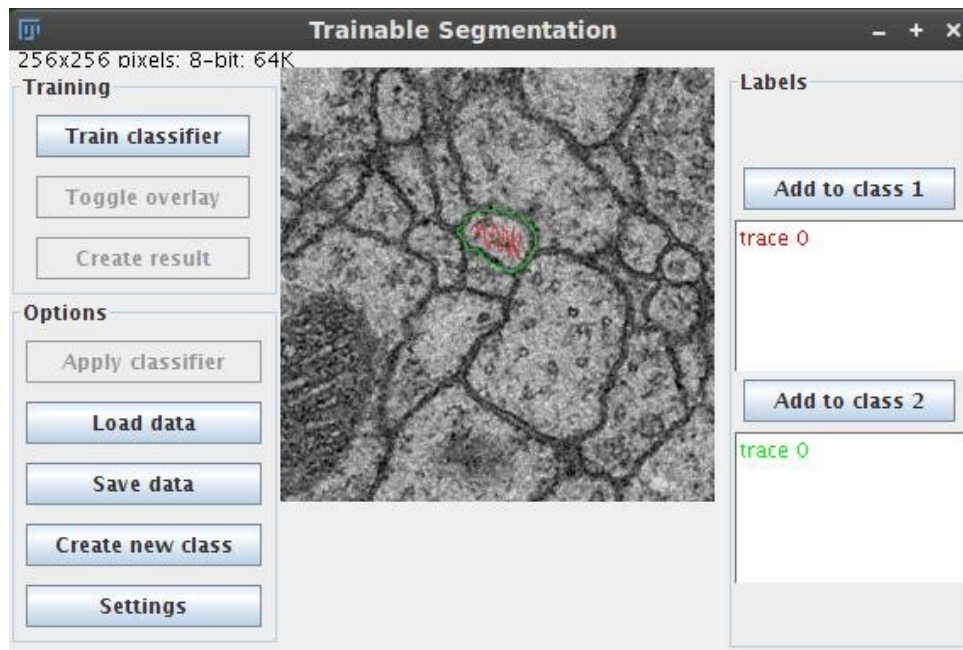 Trainable Segmentation
256x256 pixels; 8-bit; 64K
Training
Train classifier
Toggle overlay
Create result
Options
Apply classifier
Load data
Save data
Create new class
Settings
Labels
Add to class 1
trace 0
Add to class 2
trace 0